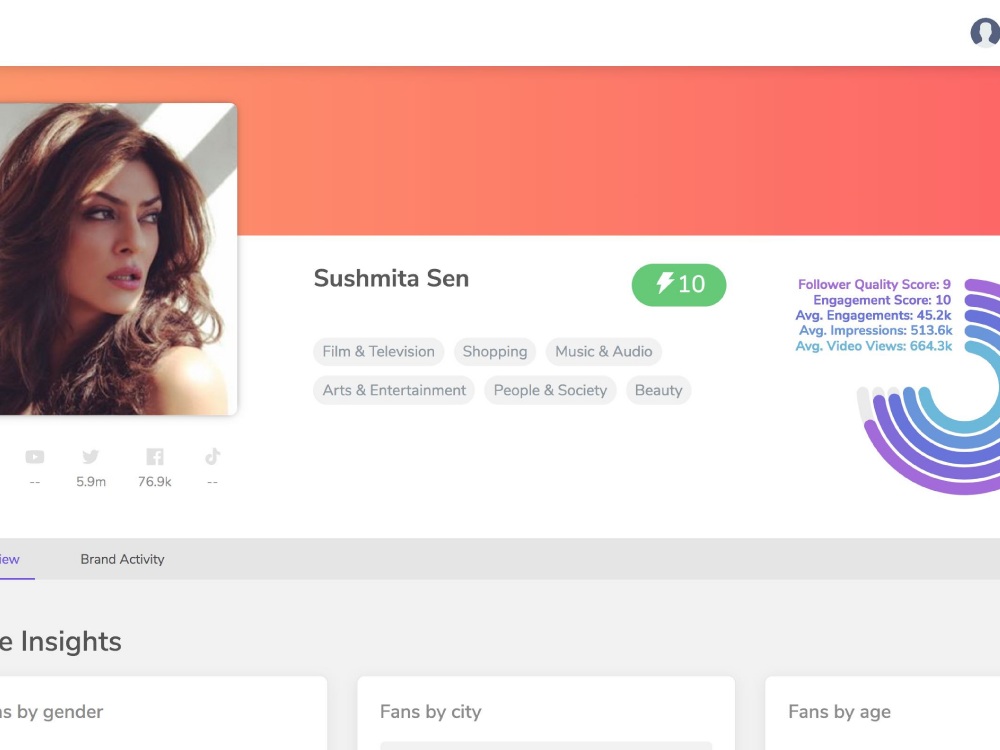 Sushmita Sen
10
Film & Television Shopping Music & Audio
Arts & Entertainment People & Society Beauty
Follower Quality Score: 9
Engagement Score: 10
Avg. Engagements: 45.2k
Avg. Impressions: 513.6k
Avg. Video Views: 664.3k
-- 5.9m 76.9k --
iew Brand Activity
e Insights
ns by gender
Fans by city
Fans by age